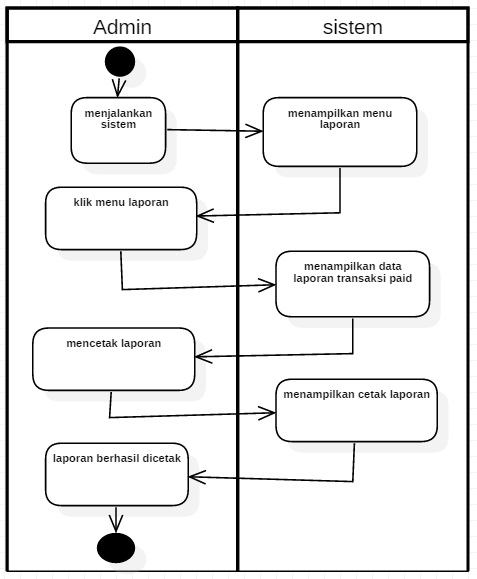 Admin
sistem
menjalankan
sistem
menampilkan menu
laporan
klik menu laporan
menampilkan data
laporan transaksi paid
mencetak laporan
menampilkan cetak laporan
laporan berhasil dicetak